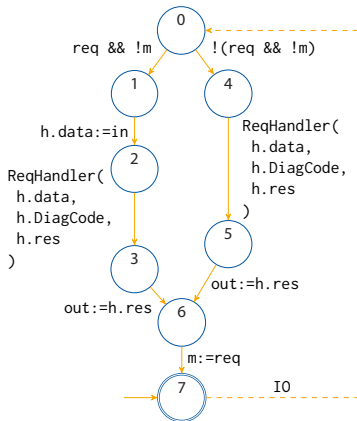 0
req && !m
!(req && !m)
1
4
h.data:=in
ReqHandler(
h.data,
h.DiagCode,
h.res
)
2
ReqHandler(
h.data,
h.DiagCode,
h.res
)
5
3
out:=h.res
out:=h.res
6
m:=req
7
IO